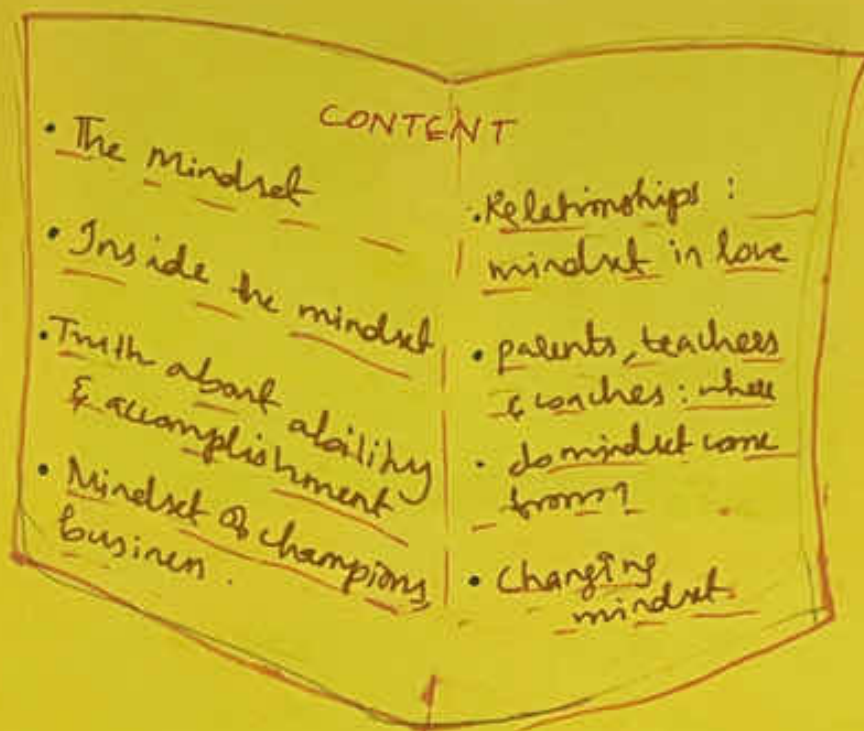 CONTENT
• The Mindset
• Inside the mindset
• Truth about ability
& accomplishment
• Mindset of champions,
business.
• Relationships :
mindset in love
• parents, teachers
& coaches : where
• do mindset come
from?
• Changing
mindset